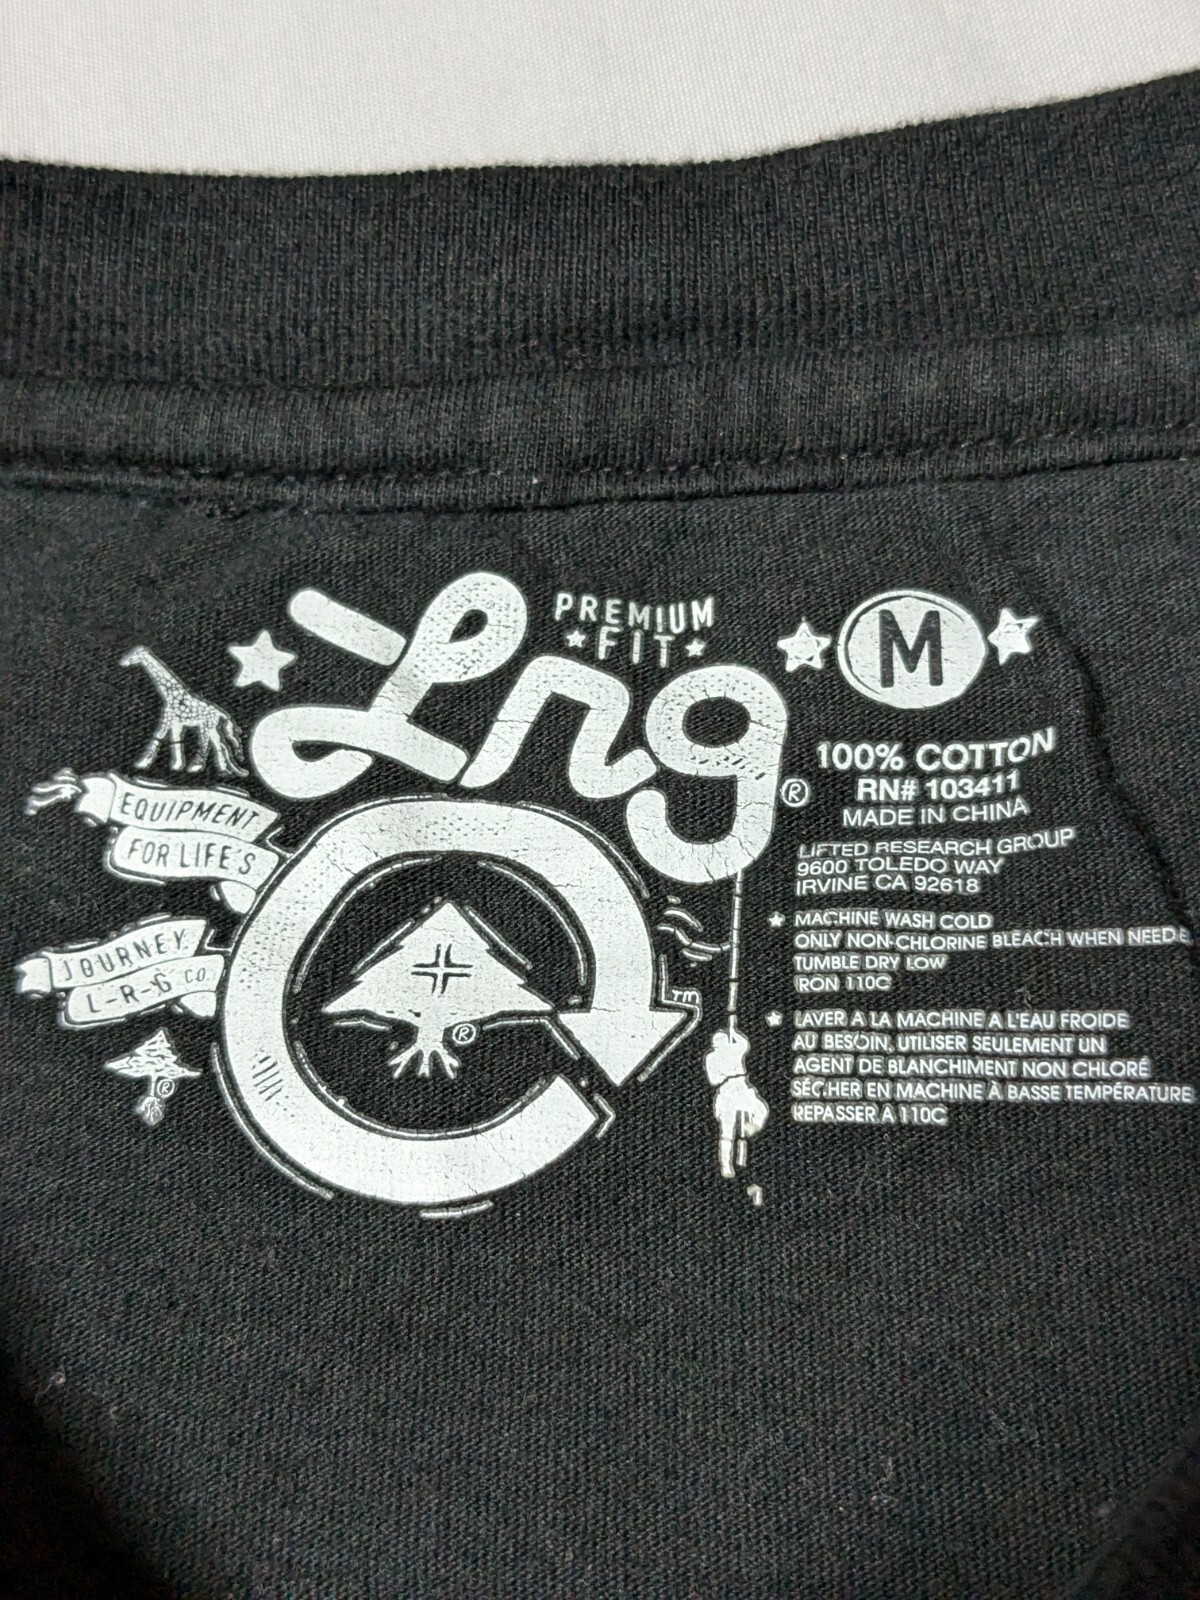 Lrg
®
PREMIUM
FIT
M
EQUIPMENT
FOR LIFE'S
JOURNEY
L-R-G CO.
®
®
TM
100% COTTON
RN# 103411
MADE IN CHINA
LIFTED RESEARCH GROUP
9600 TOLEDO WAY
IRVINE CA 92618
MACHINE WASH COLD
ONLY NON-CHLORINE BLEACH WHEN NEEDE
TUMBLE DRY LOW
IRON 110C
LAVER A LA MACHINE A L'EAU FROIDE
AU BESOIN, UTILISER SEULEMENT UN
AGENT DE BLANCHIMENT NON CHLORÉ
SÉCHER EN MACHINE À BASSE TEMPÉRATURE
REPASSER A 110C